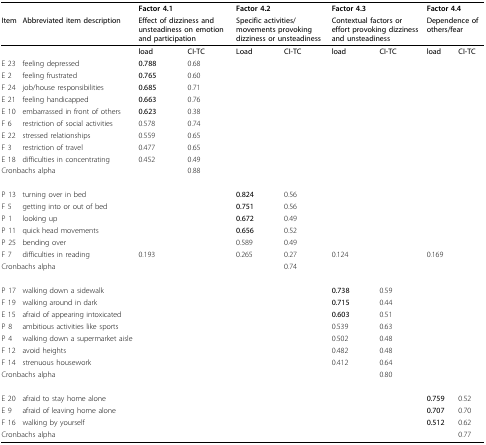 Factor 4.1 Factor 4.2 Factor 4.3 Factor 4.4
Item Abbreviated item description Effect of dizziness and Specific activities/ Contextual factors or Dependence of
unsteadiness on emotion movements provoking effort provoking dizziness others/fear
and participation dizziness or unsteadiness and unsteadiness
load CI-TC Load CI-TC load CI-TC load CI-TC
E 23 feeling depressed 0.788 0.68
E 2 feeling frustrated 0.765 0.60
F 24 job/house responsibilities 0.685 0.71
E 21 feeling handicapped 0.663 0.76
E 10 embarrassed in front of others 0.623 0.38
F 6 restriction of social activities 0.578 0.74
E 22 stressed relationships 0.559 0.65
F 3 restriction of travel 0.477 0.65
E 18 difficulties in concentrating 0.452 0.49
Cronbachs alpha 0.88
P 13 turning over in bed 0.824 0.56
F 5 getting into or out of bed 0.751 0.56
P 1 looking up 0.672 0.49
P 11 quick head movements 0.656 0.52
P 25 bending over 0.589 0.49
F 7 difficulties in reading 0.193 0.265 0.27 0.124 0.169
Cronbachs alpha 0.74
P 17 walking down a sidewalk 0.738 0.59
F 19 walking around in dark 0.715 0.44
E 15 afraid of appearing intoxicated 0.603 0.51
P 8 ambitious activities like sports 0.539 0.63
P 4 walking down a supermarket aisle 0.502 0.48
F 12 avoid heights 0.482 0.48
F 14 strenuous housework 0.412 0.64
Cronbachs alpha 0.80
E 20 afraid to stay home alone 0.759 0.52
E 9 afraid of leaving home alone 0.707 0.70
F 16 walking by yourself 0.512 0.62
Cronbachs alpha 0.77